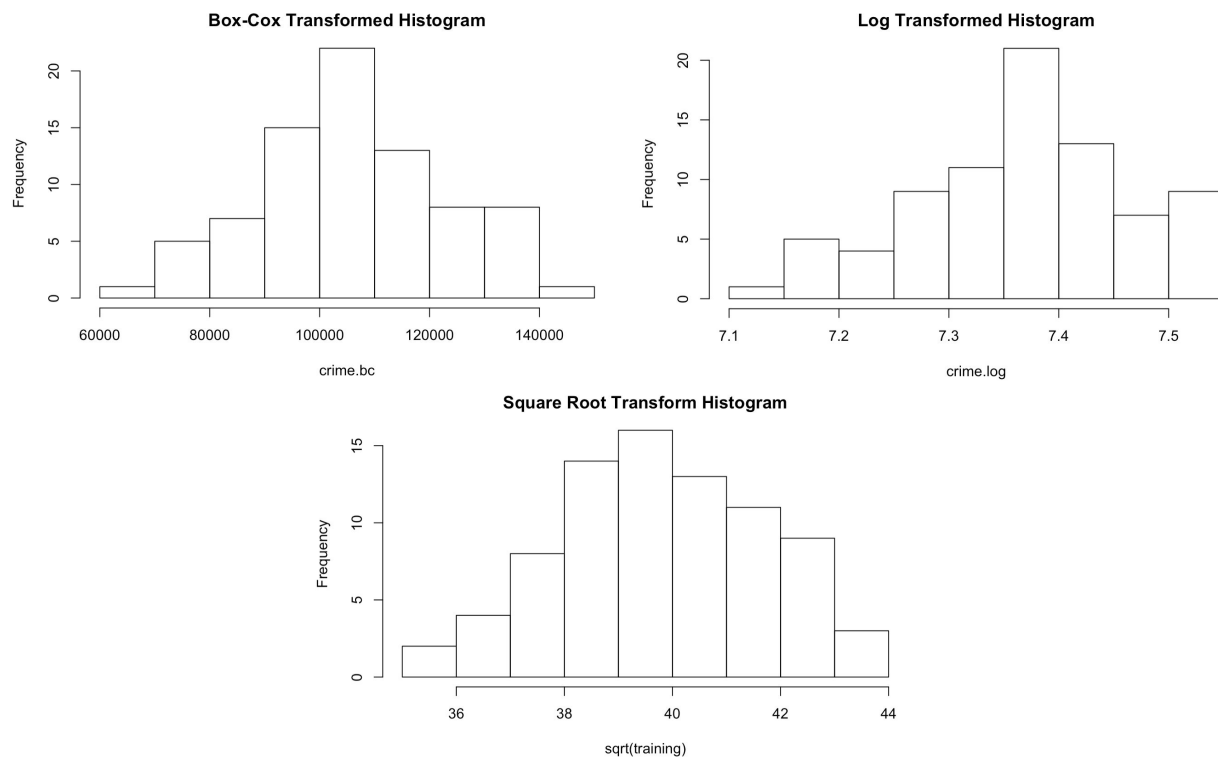 Box-Cox Transformed Histogram
Frequency
20
15
10
5
0
60000 80000 100000 120000 140000
crime.bc
Log Transformed Histogram
Frequency
20
15
10
5
0
7.1 7.2 7.3 7.4 7.5
crime.log
Square Root Transform Histogram
Frequency
15
10
5
0
36 38 40 42 44
sqrt(training)